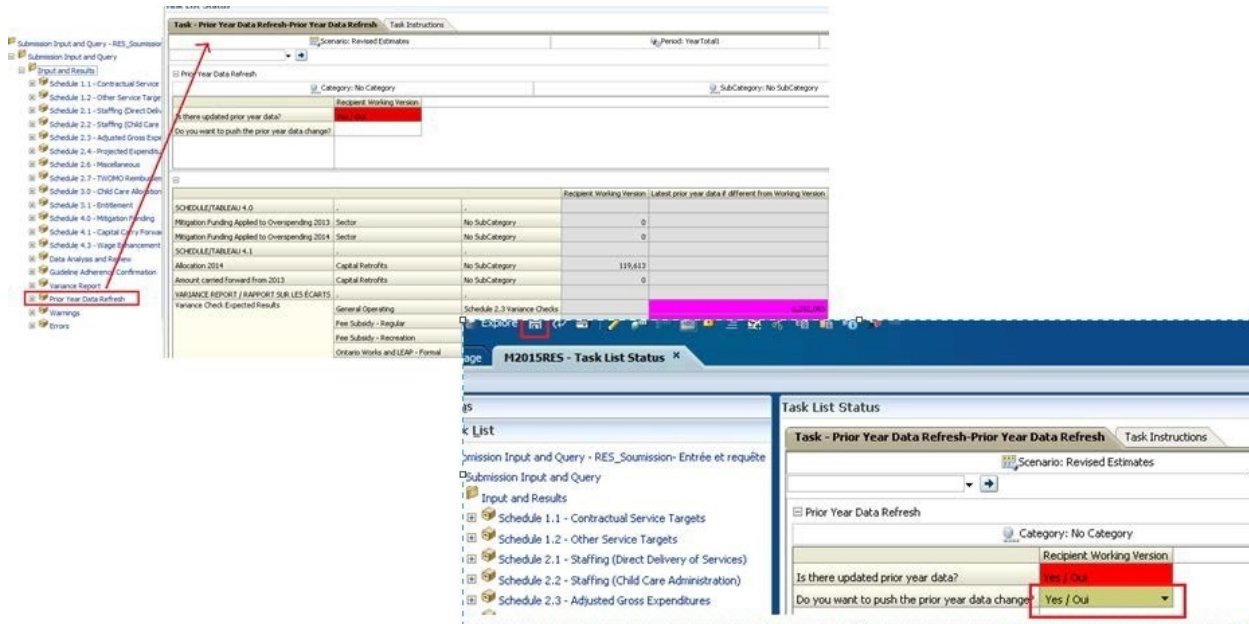 Task - Prior Year Data Refresh-Prior Year Data Refresh Task Instructions
Scenario: Revised Estimates Period: YearTotal1
Prior Year Data Refresh
Category: No Category SubCategory: No SubCategory
Recipient Working Version
Is there updated prior year data? Yes / Oui
Do you want to push the prior year data change?
Recipient Working Version Latest prior year data if different from Working Version
SCHEDULE/TABLEAU 4.0 . .
Mitigation Funding Applied to Overspending 2013 Sector No SubCategory 0
Mitigation Funding Applied to Overspending 2014 Sector No SubCategory 0
SCHEDULE/TABLEAU 4.1 . .
Allocation 2014 Capital Retrofits No SubCategory 119,613
Amount carried forward from 2013 Capital Retrofits No SubCategory 0
VARIANCE REPORT / RAPPORT SUR LES ÉCARTS . .
Variance Check Expected Results General Operating Schedule 2.3 Variance Checks
Fee Subsidy - Regular
Fee Subsidy - Recreation
Ontario Works and LEAP - Formal
Submission Input and Query - RES_Soumission
Submission Input and Query
Input and Results
Schedule 1.1 - Contractual Service
Schedule 1.2 - Other Service Targe
Schedule 2.1 - Staffing (Direct Deliv
Schedule 2.2 - Staffing (Child Care
Schedule 2.3 - Adjusted Gross Expe
Schedule 2.4 - Projected Expenditu
Schedule 2.6 - Miscellaneous
Schedule 2.7 - TWOMO Reimbursem
Schedule 3.0 - Child Care Allocation
Schedule 3.1 - Entitlement
Schedule 4.0 - Mitigation Funding
Schedule 4.1 - Capital Carry Forwar
Schedule 4.3 - Wage Enhancement
Data Analysis and Review
Guideline Adherency Confirmation
Variance Report
Prior Year Data Refresh
Warnings
Errors
Explore
age M2015RES - Task List Status ×
k List
mission Input and Query - RES_Soumission- Entrée et requête
Submission Input and Query
Input and Results
Schedule 1.1 - Contractual Service Targets
Schedule 1.2 - Other Service Targets
Schedule 2.1 - Staffing (Direct Delivery of Services)
Schedule 2.2 - Staffing (Child Care Administration)
Schedule 2.3 - Adjusted Gross Expenditures
Task List Status
Task - Prior Year Data Refresh-Prior Year Data Refresh Task Instructions
Scenario: Revised Estimates
Prior Year Data Refresh
Category: No Category
Recipient Working Version
Is there updated prior year data? Yes / Oui
Do you want to push the prior year data change? Yes / Oui